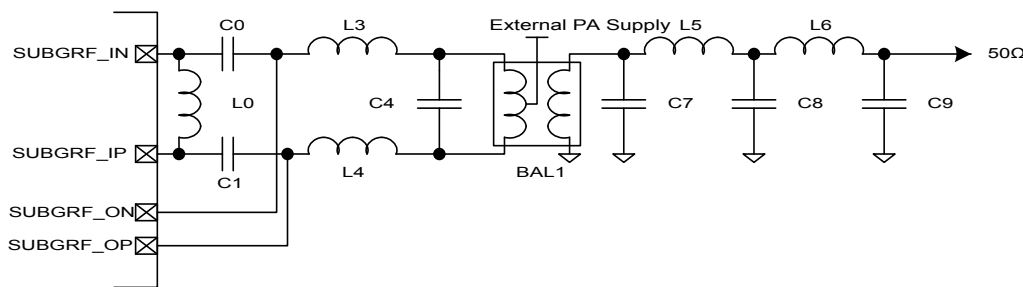 C0
L3
External PA Supply
L5
L6
SUBGRF_IN
50Ω
L0
C4
C7
C8
C9
SUBGRF_IP
C1
L4
BAL1
SUBGRF_ON
SUBGRF_OP